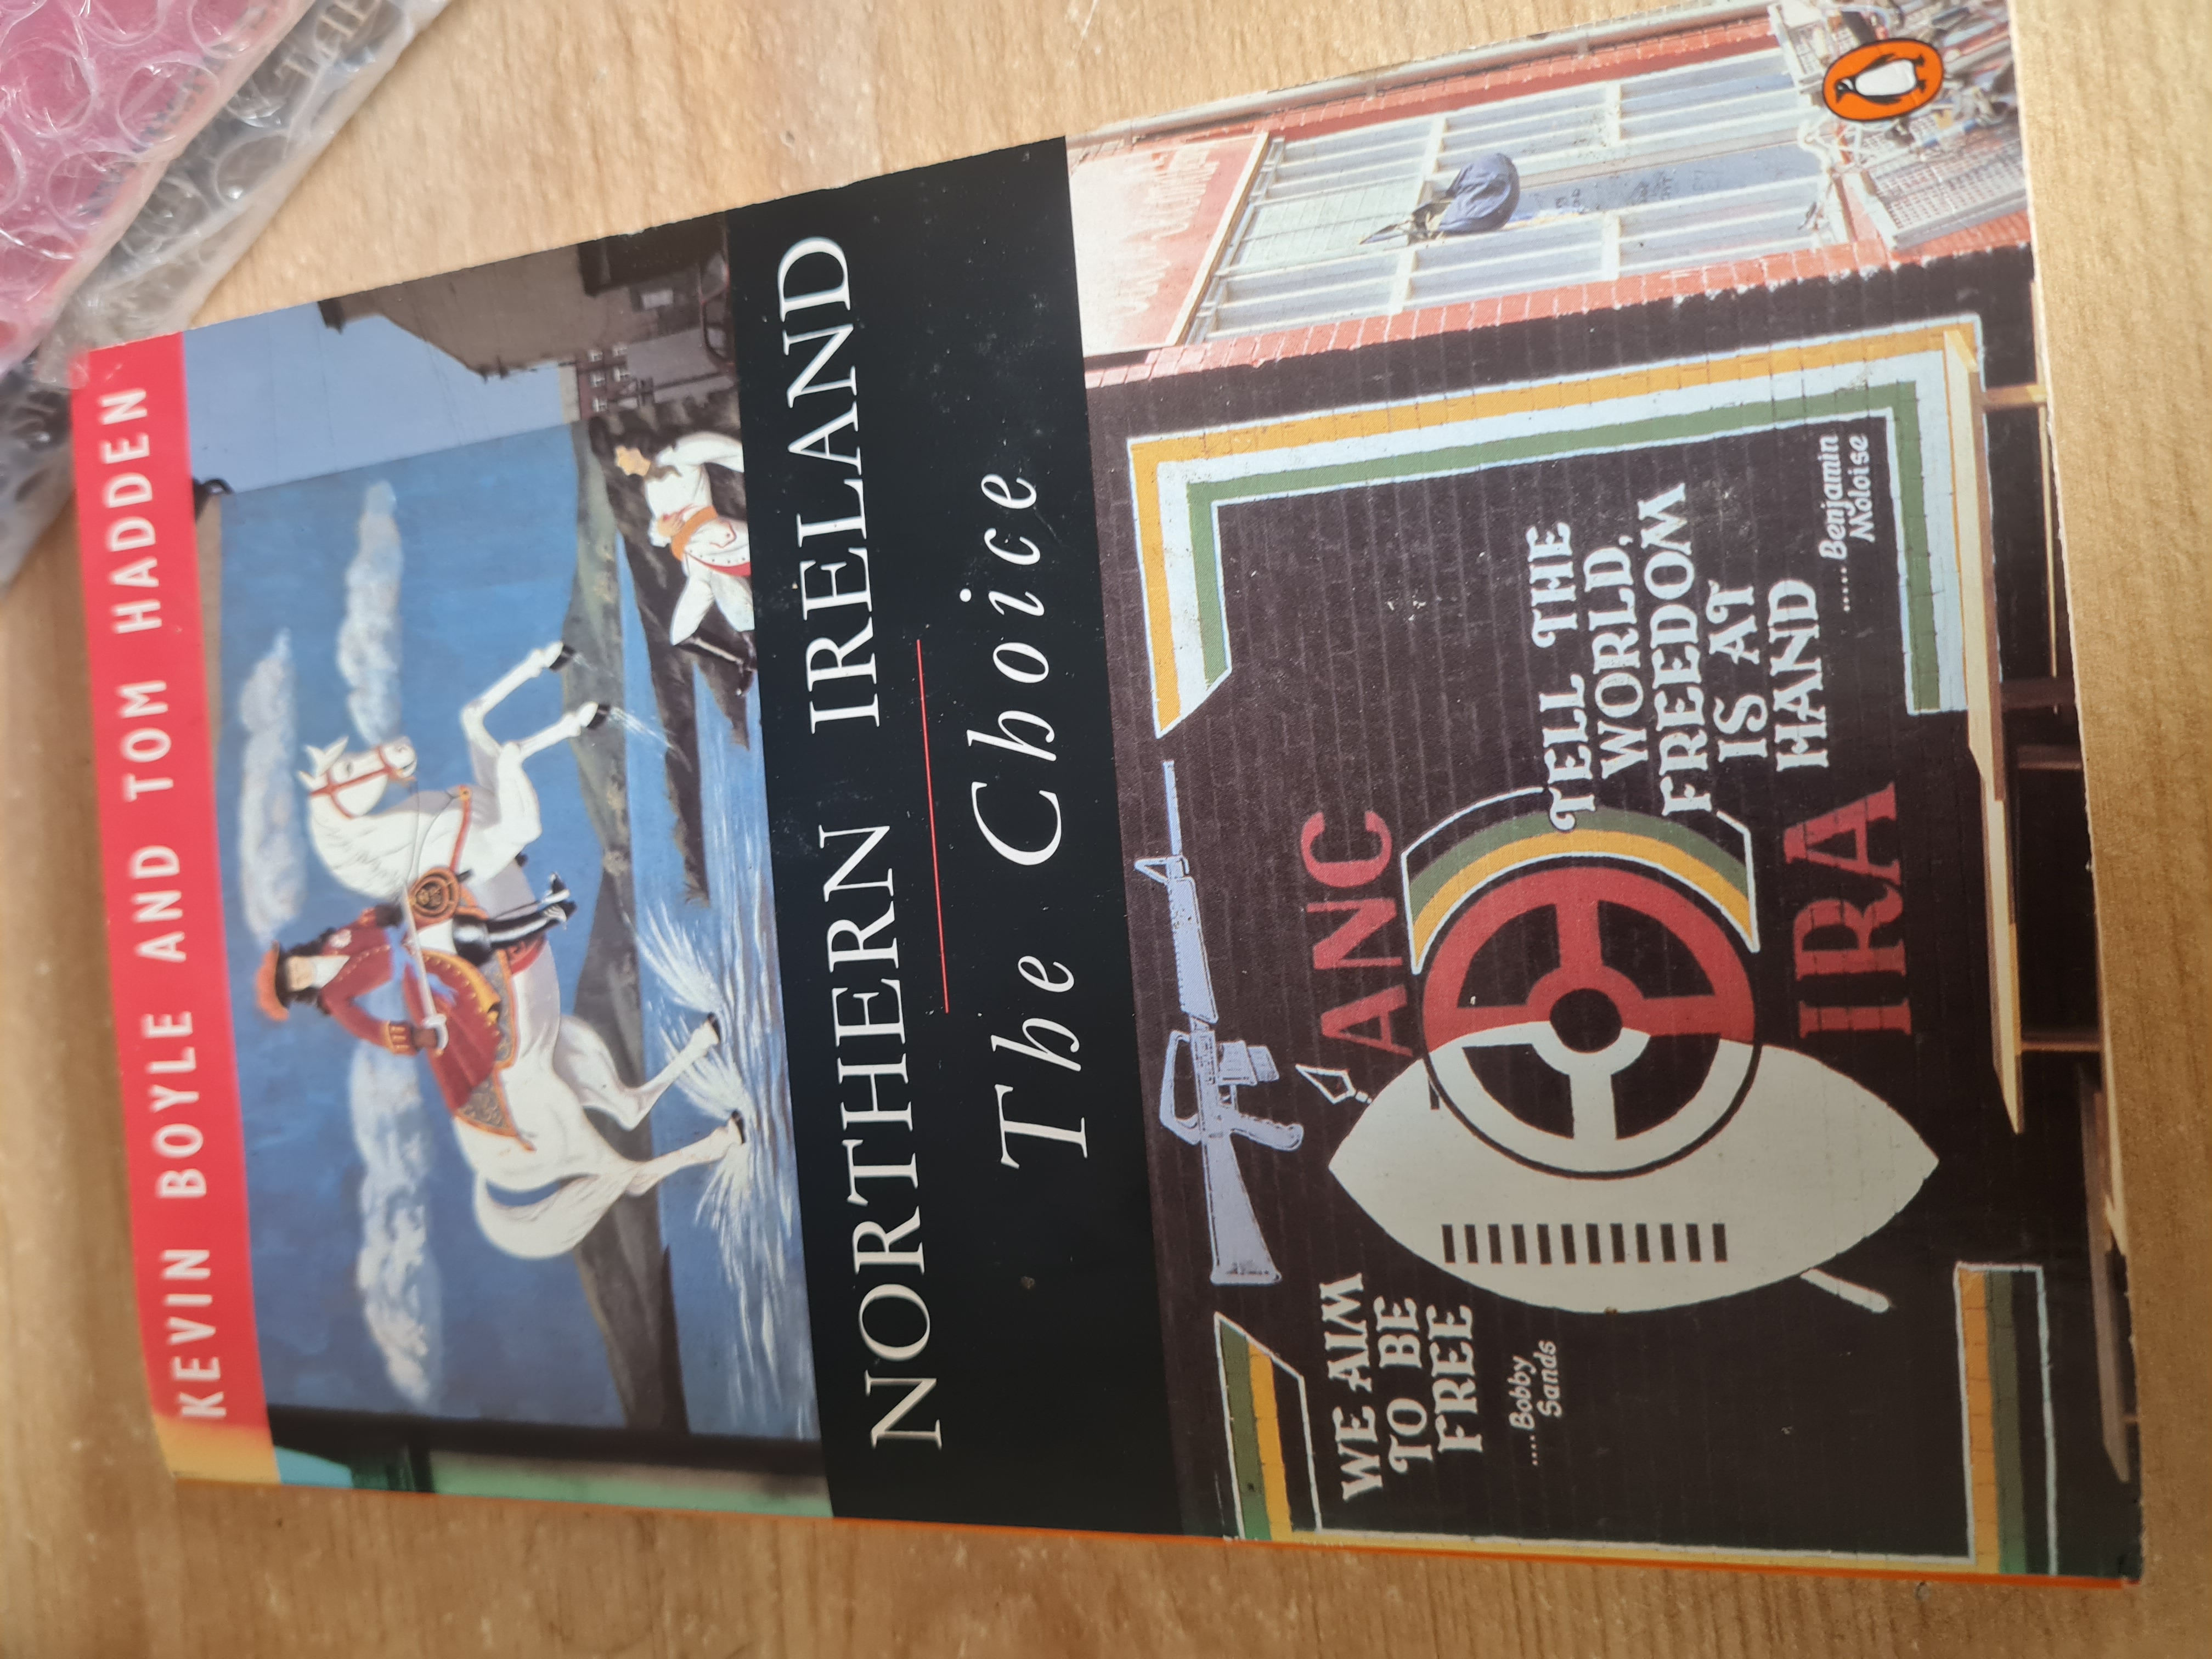 KEVIN BOYLE AND TOM HADDEN
NORTHERN IRELAND
The Choice
ANC
WE AIM
TO BE
FREE
....Bobby
Sands
TELL THE
WORLD,
FREEDOM
IS AT
HAND
.....Benjamin
Moloise
IRA